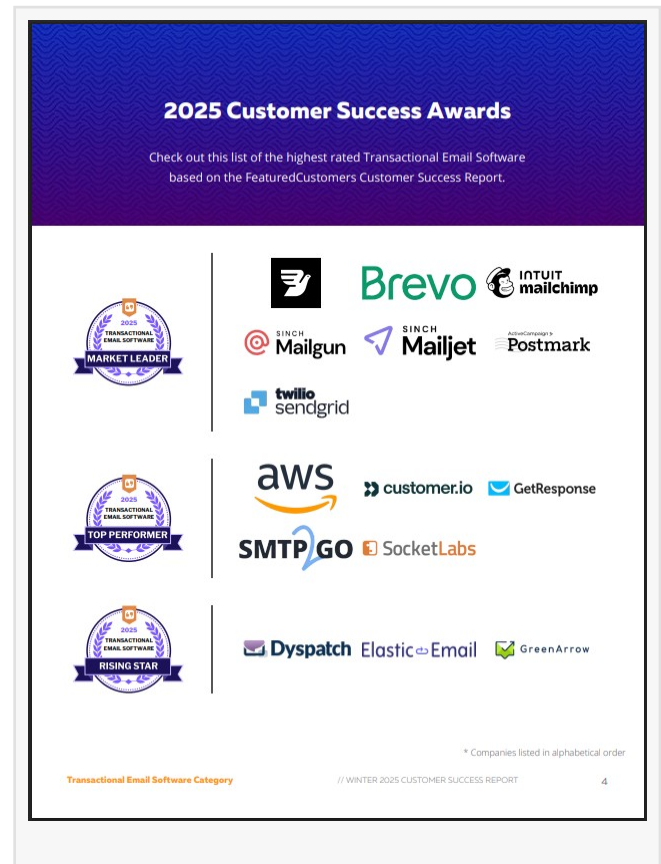 2025 Customer Success Awards
Check out this list of the highest rated Transactional Email Software
based on the FeaturedCustomers Customer Success Report.
2025
TRANSACTIONAL
EMAIL SOFTWARE
MARKET LEADER
Brevo
INTUIT
mailchimp
SINCH
Mailgun
SINCH
Mailjet
ActiveCampaign
Postmark
twilio
sendgrid
2025
TRANSACTIONAL
EMAIL SOFTWARE
TOP PERFORMER
aws
customer.io
GetResponse
SMTP2GO
SocketLabs
2025
TRANSACTIONAL
EMAIL SOFTWARE
RISING STAR
Dyspatch
Elastic Email
GreenArrow
* Companies listed in alphabetical order
Transactional Email Software Category
// WINTER 2025 CUSTOMER SUCCESS REPORT
4